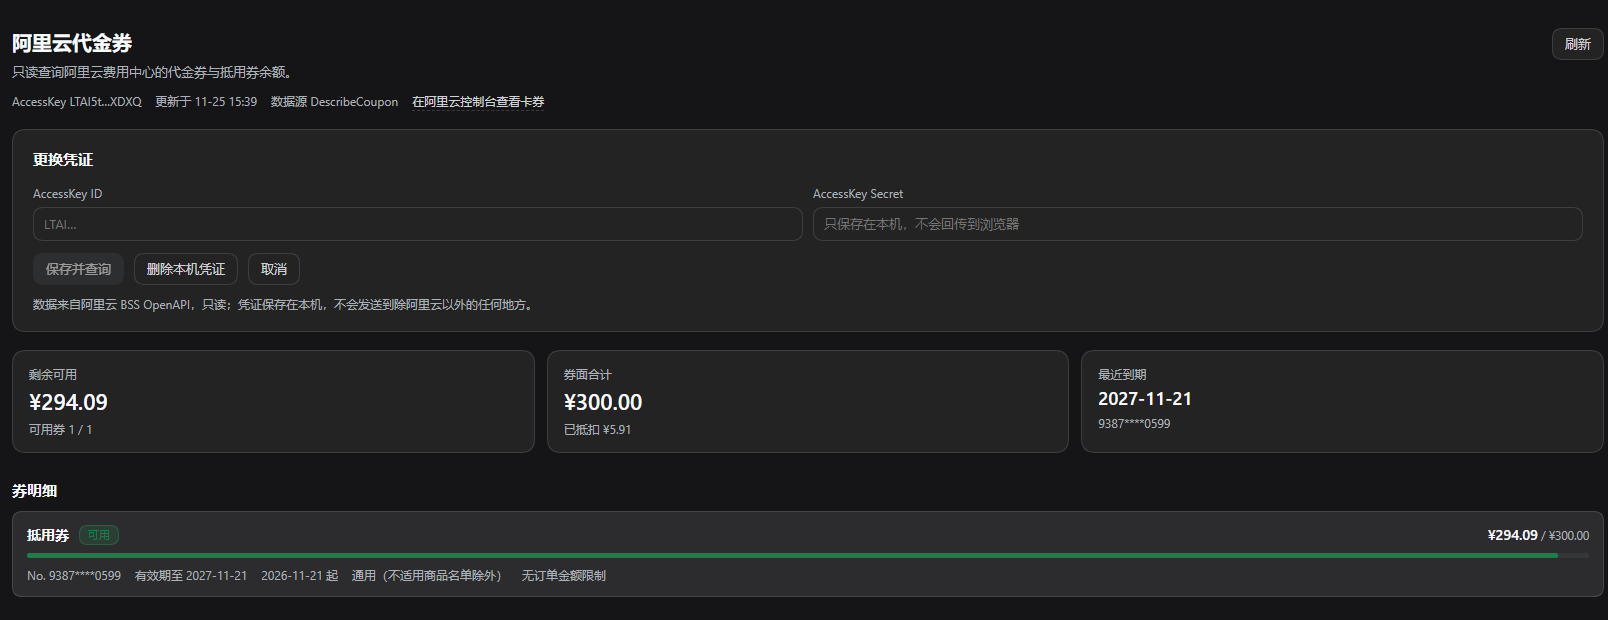 阿里云代金券
刷新
只读查询阿里云费用中心的代金券与抵用券余额。
AccessKey LTAI5t...XDXQ 更新于 11-25 15:39 数据源 DescribeCoupon 在阿里云控制台查看卡券
更换凭证
AccessKey ID
AccessKey Secret
LTAI...
只保存在本机，不会回传到浏览器
保存并查询 删除本机凭证 取消
数据来自阿里云 BSS OpenAPI，只读；凭证保存在本机，不会发送到除阿里云以外的任何地方。
剩余可用
¥294.09
可用券 1 / 1
券面合计
¥300.00
已抵扣 ¥5.91
最近到期
2027-11-21
9387****0599
券明细
抵用券 可用
¥294.09 / ¥300.00
No. 9387****0599 有效期至 2027-11-21 2026-11-21 起 通用（不适用商品名单除外） 无订单金额限制